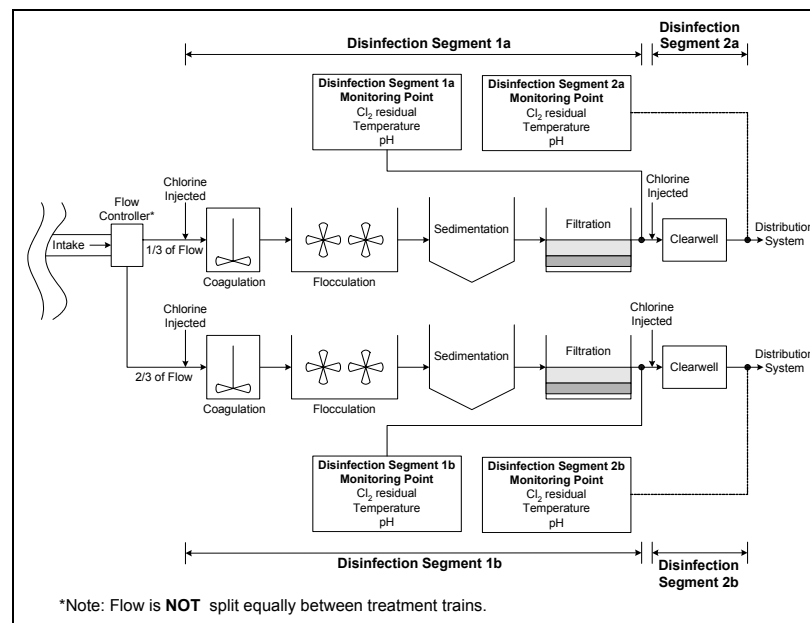 Disinfection Segment 1a
Disinfection
Segment 2a
Disinfection Segment 1a
Monitoring Point
Cl₂ residual
Temperature
pH
Disinfection Segment 2a
Monitoring Point
Cl₂ residual
Temperature
pH
Flow
Controller*
Chlorine
Injected
Chlorine
Injected
Intake
1/3 of Flow
Coagulation
Flocculation
Sedimentation
Filtration
Clearwell
Distribution
System
Chlorine
Injected
Chlorine
Injected
2/3 of Flow
Coagulation
Flocculation
Sedimentation
Filtration
Clearwell
Distribution
System
Disinfection Segment 1b
Monitoring Point
Cl₂ residual
Temperature
pH
Disinfection Segment 2b
Monitoring Point
Cl₂ residual
Temperature
pH
Disinfection Segment 1b
Disinfection
Segment 2b
*Note: Flow is NOT split equally between treatment trains.